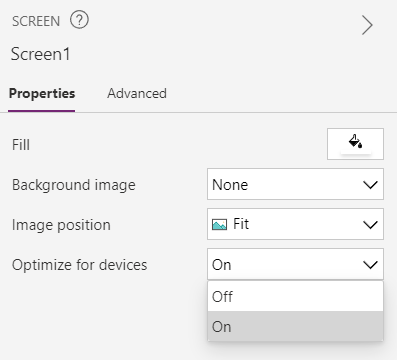 SCREEN ?
Screen1
Properties Advanced
Fill
Background image None
Image position Fit
Optimize for devices On
Off
On